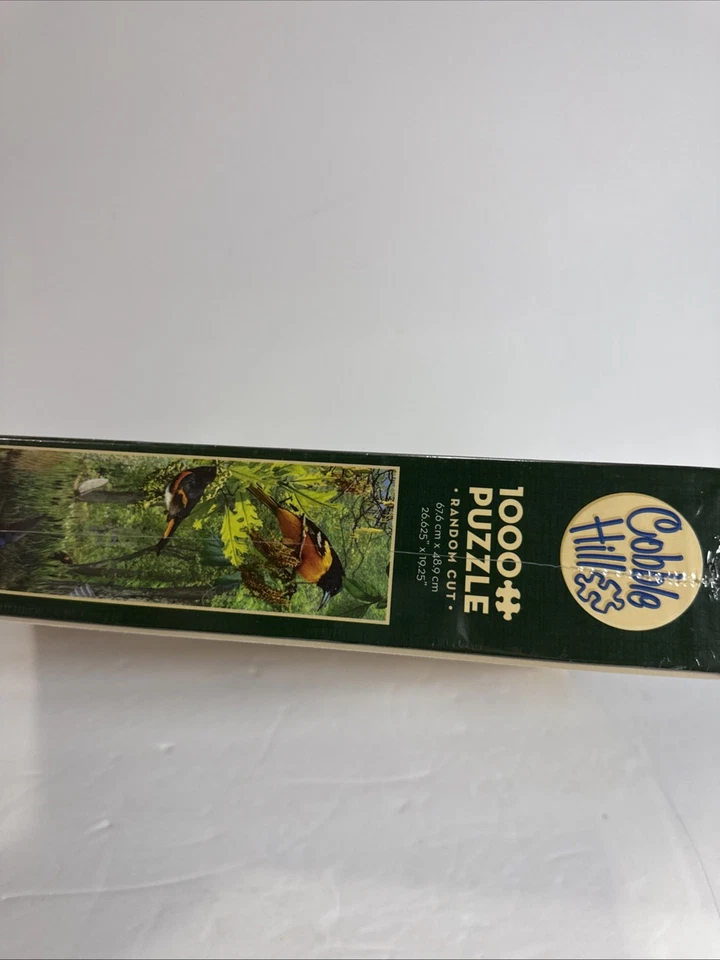 Cobble
Hill
1000
PUZZLE
• RANDOM CUT •
67.6 cm x 48.9 cm
26.625" x 19.25"